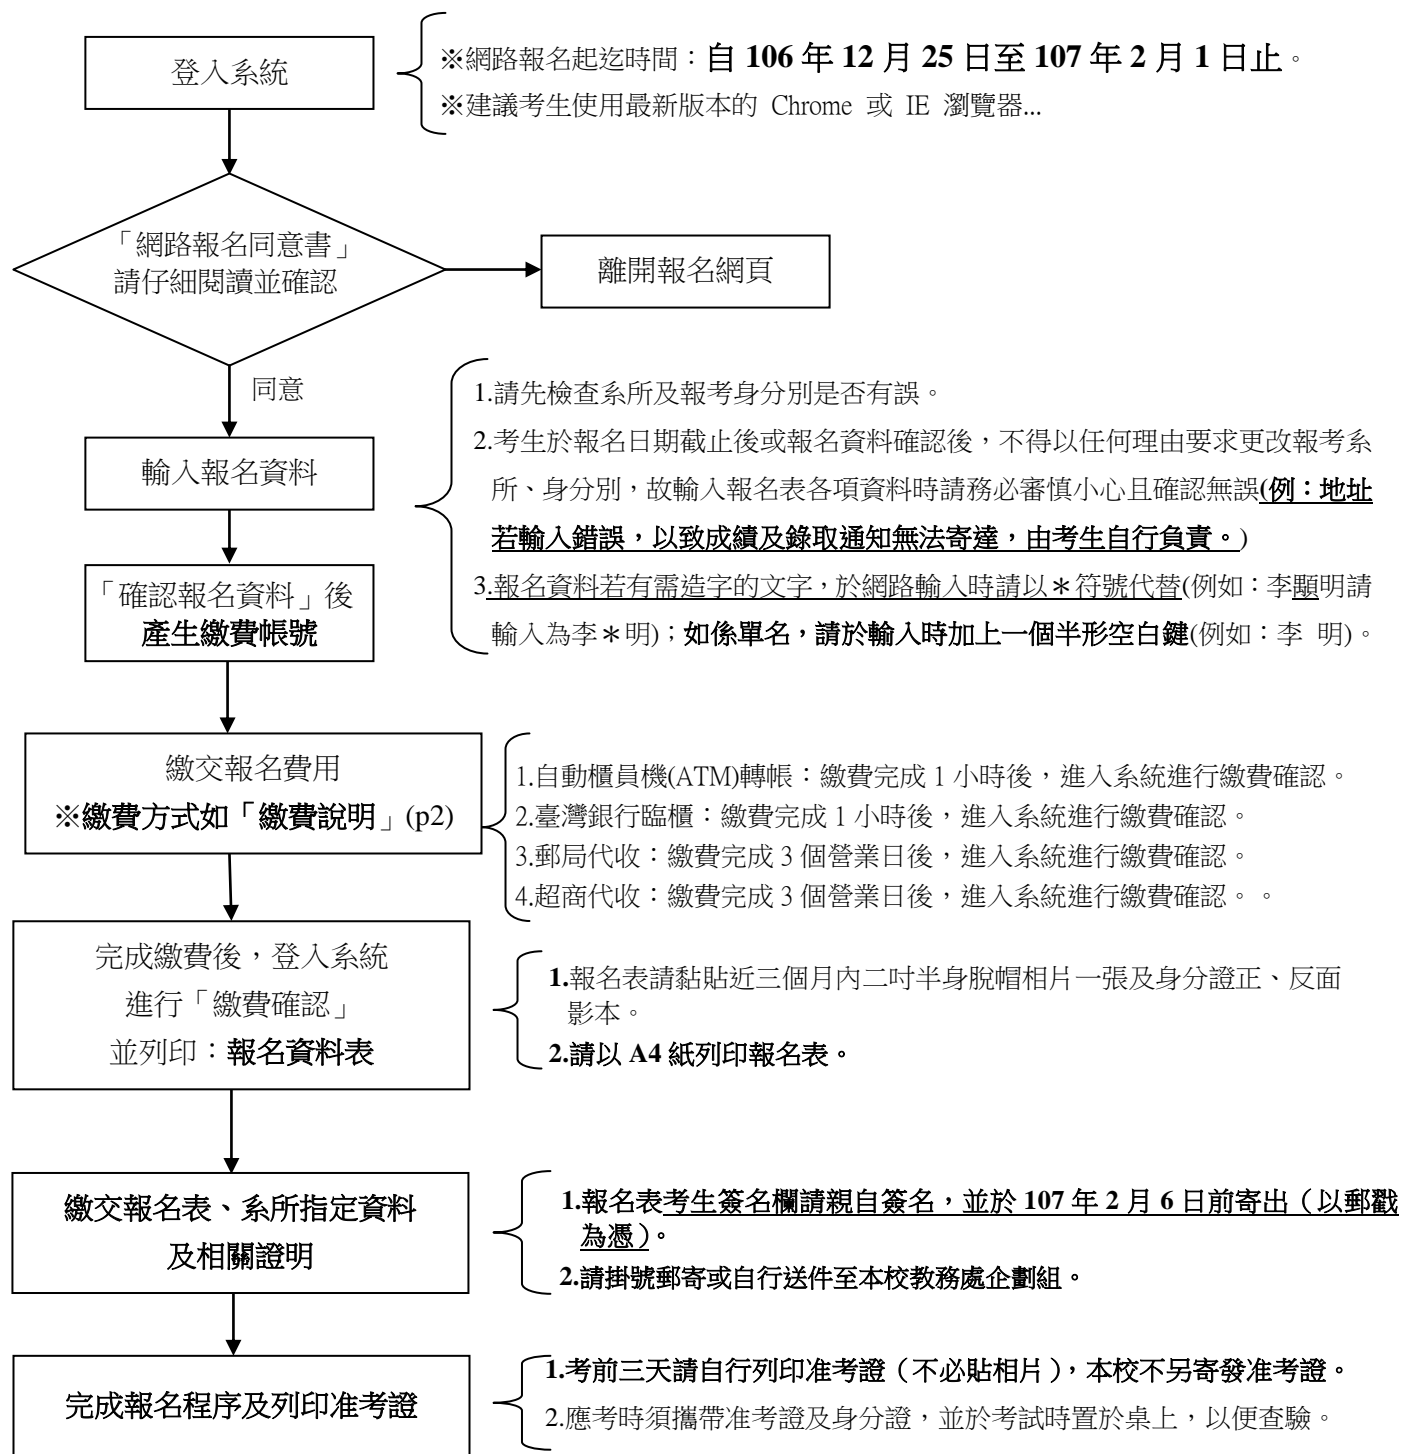 登入系統
※網路報名起迄時間：自 106 年 12 月 25 日至 107 年 2 月 1 日止。
※建議考生使用最新版本的 Chrome 或 IE 瀏覽器...
「網路報名同意書」
請仔細閱讀並確認
離開報名網頁
同意
輸入報名資料
1.請先檢查系所及報考身分別是否有誤。
2.考生於報名日期截止後或報名資料確認後，不得以任何理由要求更改報考系
所、身分別，故輸入報名表各項資料時請務必審慎小心且確認無誤(例：地址
若輸入錯誤，以致成績及錄取通知無法寄達，由考生自行負責。)
3.報名資料若有需造字的文字，於網路輸入時請以＊符號代替(例如：李顯明請
輸入為李＊明)；如係單名，請於輸入時加上一個半形空白鍵(例如：李 明)。
「確認報名資料」後
產生繳費帳號
繳交報名費用
※繳費方式如「繳費說明」(p2)
1.自動櫃員機(ATM)轉帳：繳費完成 1 小時後，進入系統進行繳費確認。
2.臺灣銀行臨櫃：繳費完成 1 小時後，進入系統進行繳費確認。
3.郵局代收：繳費完成 3 個營業日後，進入系統進行繳費確認。
4.超商代收：繳費完成 3 個營業日後，進入系統進行繳費確認。。
完成繳費後，登入系統
進行「繳費確認」
並列印：報名資料表
1.報名表請黏貼近三個月內二吋半身脫帽相片一張及身分證正、反面
影本。
2.請以 A4 紙列印報名表。
繳交報名表、系所指定資料
及相關證明
1.報名表考生簽名欄請親自簽名，並於 107 年 2 月 6 日前寄出（以郵戳
為憑）。
2.請掛號郵寄或自行送件至本校教務處企劃組。
完成報名程序及列印准考證
1.考前三天請自行列印准考證（不必貼相片），本校不另寄發准考證。
2.應考時須攜帶准考證及身分證，並於考試時置於桌上，以便查驗。